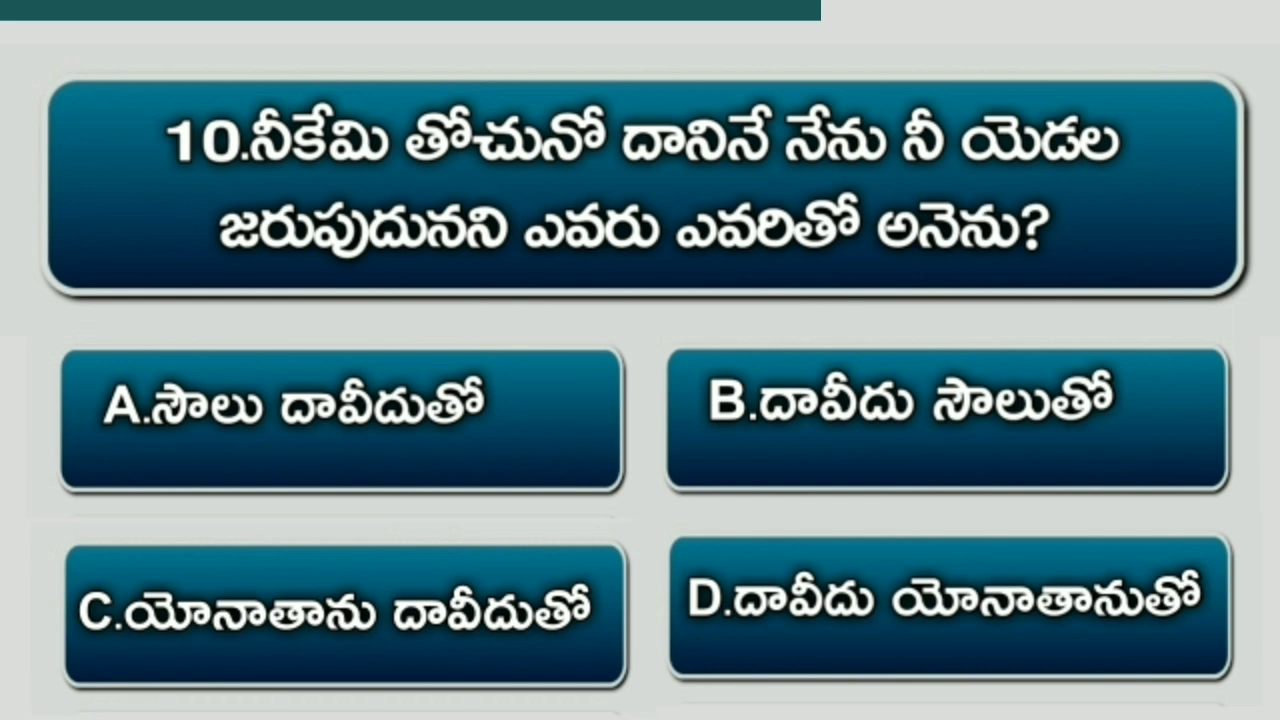 10.నీకేమి తోచునో దానినే నేను నీ యెడల
జరుపుదునని ఎవరు ఎవరితో అనెను?
A.సౌలు దావీదుతో
B.దావీదు సౌలుతో
C.యోనాతాను దావీదుతో
D.దావీదు యోనాతానుతో